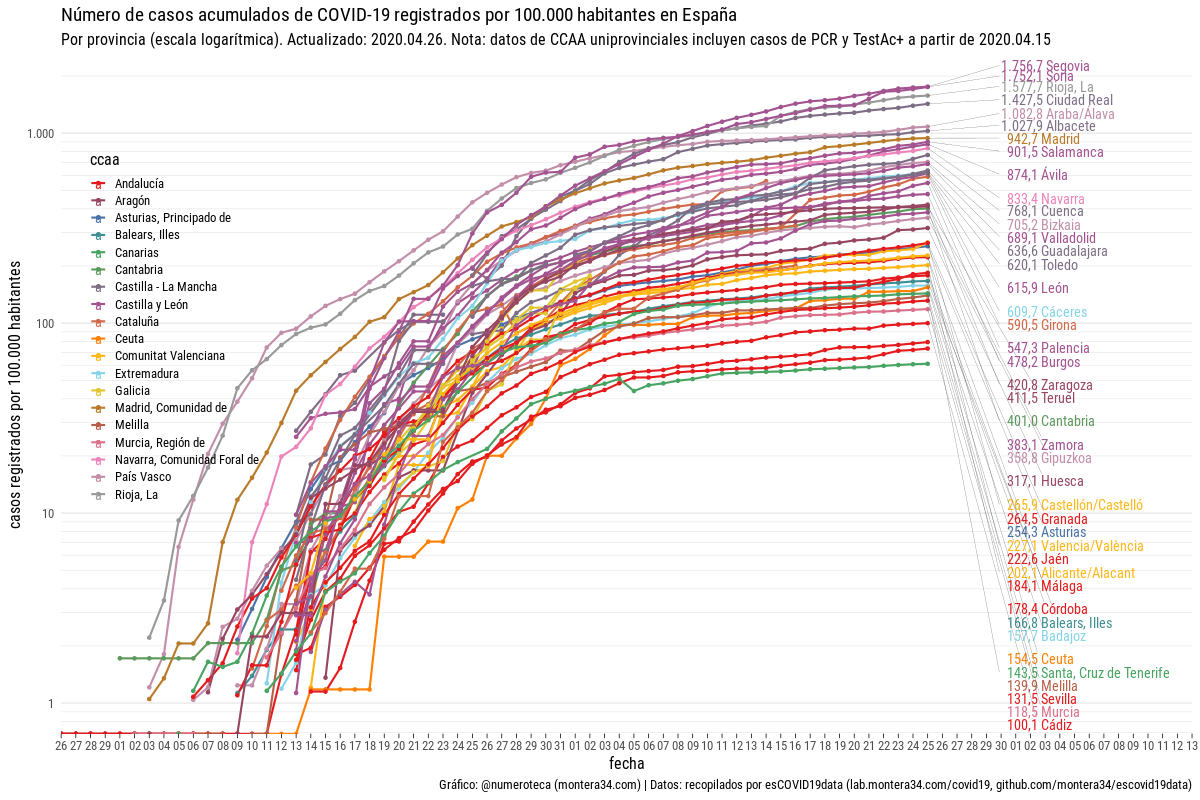 Número de casos acumulados de COVID-19 registrados por 100.000 habitantes en España
Por provincia (escala logarítmica). Actualizado: 2020.04.26. Nota: datos de CCAA uniprovinciales incluyen casos de PCR y TestAc+ a partir de 2020.04.15
casos registrados por 100.000 habitantes
1.000
100
10
1
ccaa
Andalucía
Aragón
Asturias, Principado de
Balears, Illes
Canarias
Cantabria
Castilla - La Mancha
Castilla y León
Cataluña
Ceuta
Comunitat Valenciana
Extremadura
Galicia
Madrid, Comunidad de
Melilla
Murcia, Región de
Navarra, Comunidad Foral de
País Vasco
Rioja, La
1.756,7 Segovia
1.752,1 Soria
1.577,7 Rioja, La
1.427,5 Ciudad Real
1.082,8 Araba/Álava
1.027,9 Albacete
942,7 Madrid
901,5 Salamanca
874,1 Ávila
833,4 Navarra
768,1 Cuenca
705,2 Bizkaia
689,1 Valladolid
636,6 Guadalajara
620,1 Toledo
615,9 León
609,7 Cáceres
590,5 Girona
547,3 Palencia
478,2 Burgos
420,8 Zaragoza
411,5 Teruel
401,0 Cantabria
383,1 Zamora
358,8 Gipuzkoa
317,1 Huesca
265,9 Castellón/Castelló
264,5 Granada
254,3 Asturias
227,1 Valencia/València
222,6 Jaén
202,1 Alicante/Alacant
184,1 Málaga
178,4 Córdoba
166,8 Balears, Illes
157,7 Badajoz
154,5 Ceuta
143,5 Santa, Cruz de Tenerife
139,9 Melilla
131,5 Sevilla
118,5 Murcia
100,1 Cádiz
26 27 28 29 01 02 03 04 05 06 07 08 09 10 11 12 13 14 15 16 17 18 19 20 21 22 23 24 25 26 27 28 29 30 31 01 02 03 04 05 06 07 08 09 10 11 12 13 14 15 16 17 18 19 20 21 22 23 24 25 26 27 28 29 30 01 02 03 04 05 06 07 08 09 10 11 12 13
fecha
Gráfico: @numeroteca (montera34.com) | Datos: recopilados por esCOVID19data (lab.montera34.com/covid19, github.com/montera34/escovid19data)